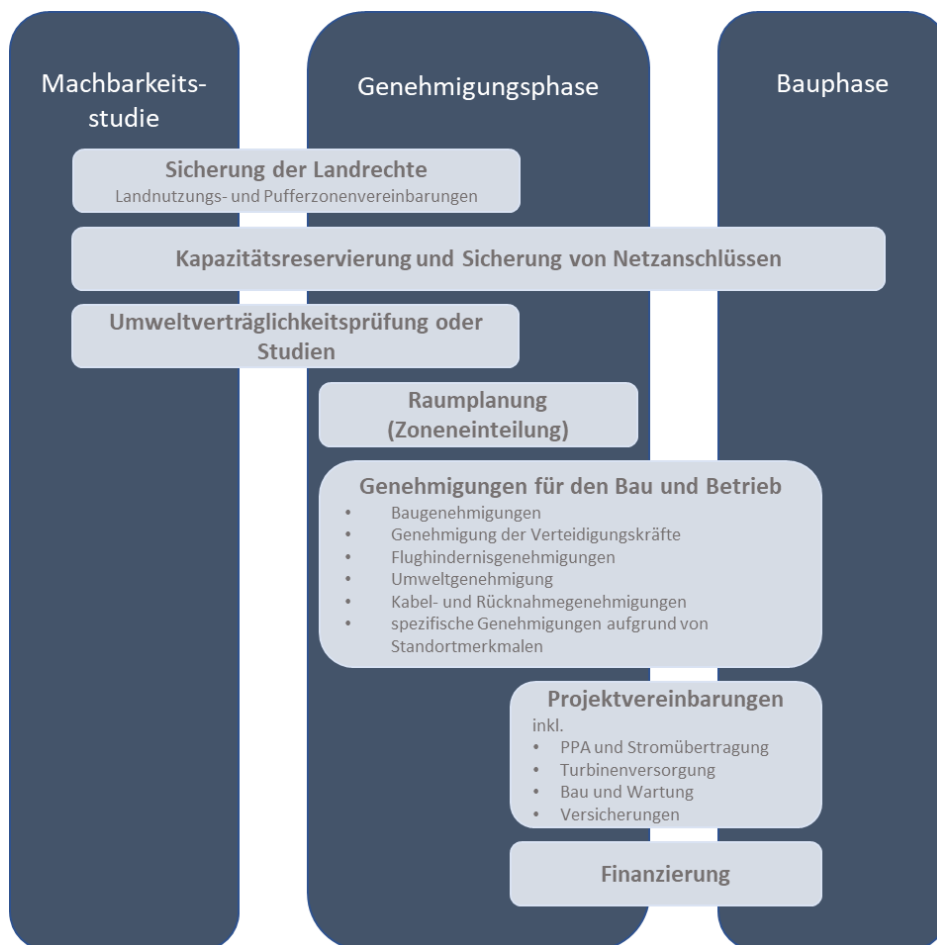 Machbarkeits-
studie
Genehmigungsphase
Bauphase
Sicherung der Landrechte
Landnutzungs- und Pufferzonenvereinbarungen
Kapazitätsreservierung und Sicherung von Netzanschlüssen
Umweltverträglichkeitsprüfung oder
Studien
Raumplanung
(Zoneneinteilung)
Genehmigungen für den Bau und Betrieb
• Baugenehmigungen
• Genehmigung der Verteidigungskräfte
• Flughindernisgenehmigungen
• Umweltgenehmigung
• Kabel- und Rücknahmegenehmigungen
• spezifische Genehmigungen aufgrund von
Standortmerkmalen
Projektvereinbarungen
inkl.
• PPA und Stromübertragung
• Turbinenversorgung
• Bau und Wartung
• Versicherungen
Finanzierung